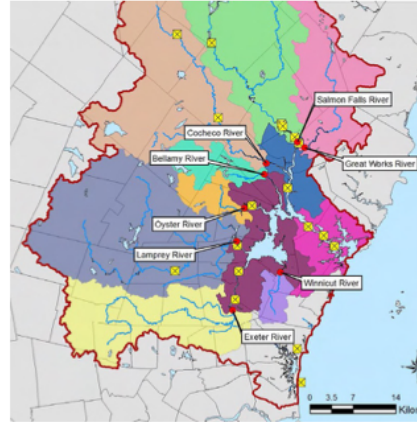 Salmon Falls River
Cocheco River
Great Works River
Bellamy River
Oyster River
Lamprey River
Winnicut River
Exeter River
0 3.5 7 14
Kilo